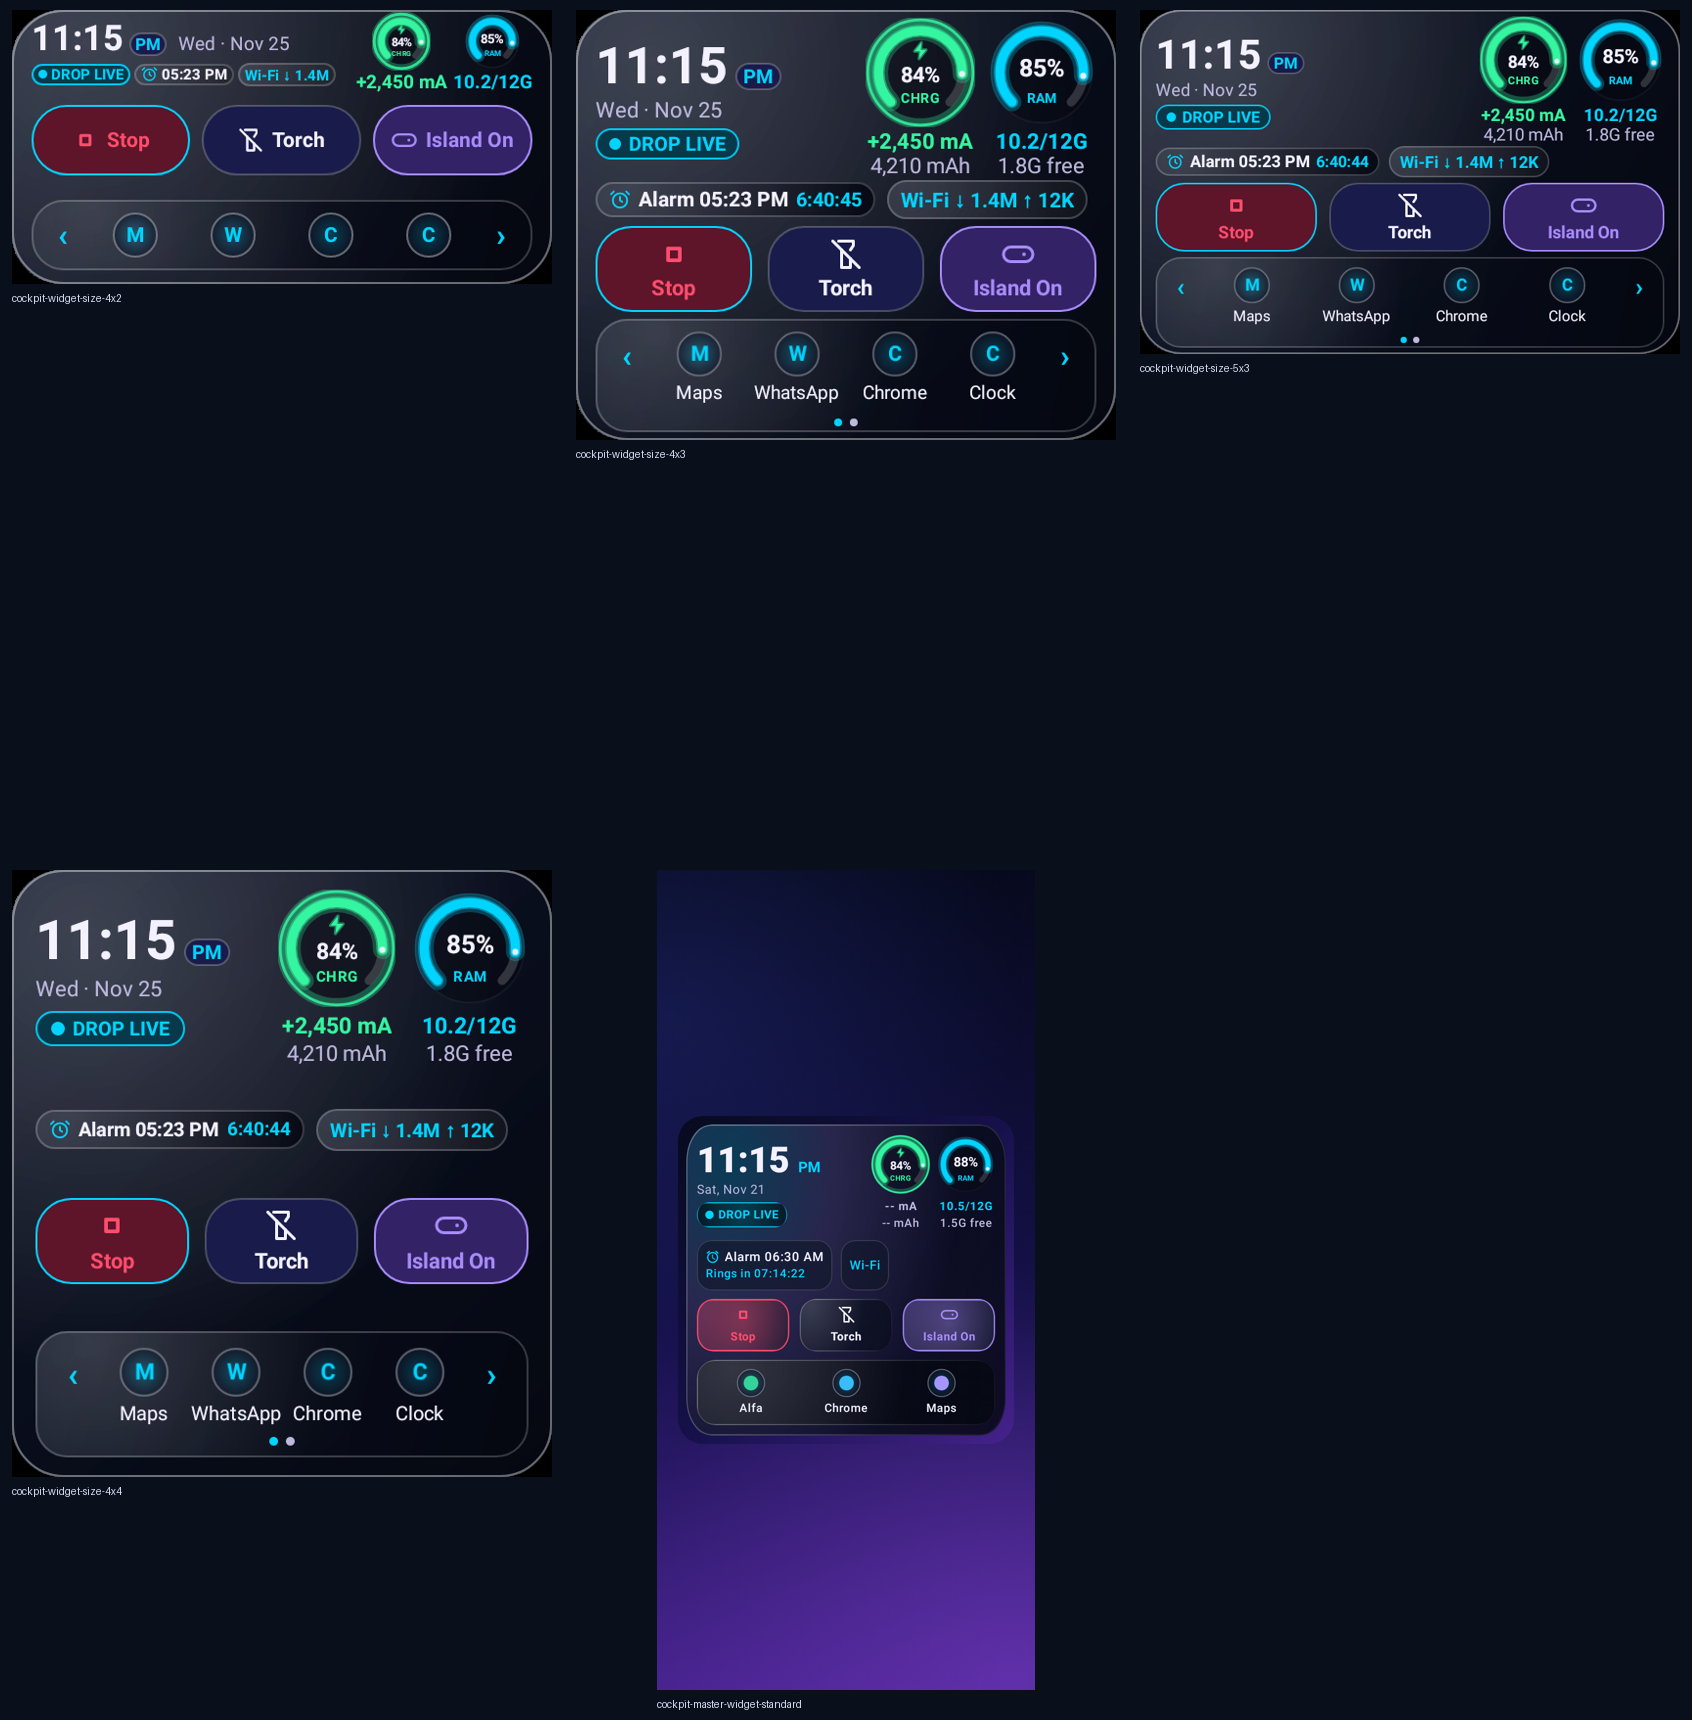 11:15 PM Wed · Nov 25
84%
CHRG
85%
RAM
DROP LIVE
05:23 PM
Wi-Fi ↓ 1.4M
+2,450 mA
10.2/12G
Stop
Torch
Island On
‹ M W C C ›
cockpit-widget-size-4x2
11:15 PM
84%
CHRG
85%
RAM
Wed · Nov 25
DROP LIVE
+2,450 mA
4,210 mAh
10.2/12G
1.8G free
Alarm 05:23 PM 6:40:45
Wi-Fi ↓ 1.4M ↑ 12K
Stop
Torch
Island On
‹ M W C C ›
Maps WhatsApp Chrome Clock
cockpit-widget-size-4x3
11:15 PM
84%
CHRG
85%
RAM
Wed · Nov 25
DROP LIVE
+2,450 mA
4,210 mAh
10.2/12G
1.8G free
Alarm 05:23 PM 6:40:44
Wi-Fi ↓ 1.4M ↑ 12K
Stop
Torch
Island On
‹ M W C C ›
Maps WhatsApp Chrome Clock
cockpit-widget-size-5x3
11:15 PM
84%
CHRG
85%
RAM
Wed · Nov 25
DROP LIVE
+2,450 mA
4,210 mAh
10.2/12G
1.8G free
Alarm 05:23 PM 6:40:44
Wi-Fi ↓ 1.4M ↑ 12K
Stop
Torch
Island On
‹ M W C C ›
Maps WhatsApp Chrome Clock
cockpit-widget-size-4x4
11:15 PM
84%
CHRG
88%
RAM
Sat, Nov 21
DROP LIVE
-- mA
-- mAh
10.5/12G
1.5G free
Alarm 06:30 AM
Rings in 07:14:22
Wi-Fi
Stop
Torch
Island On
Alfa Chrome Maps
cockpit-master-widget-standard